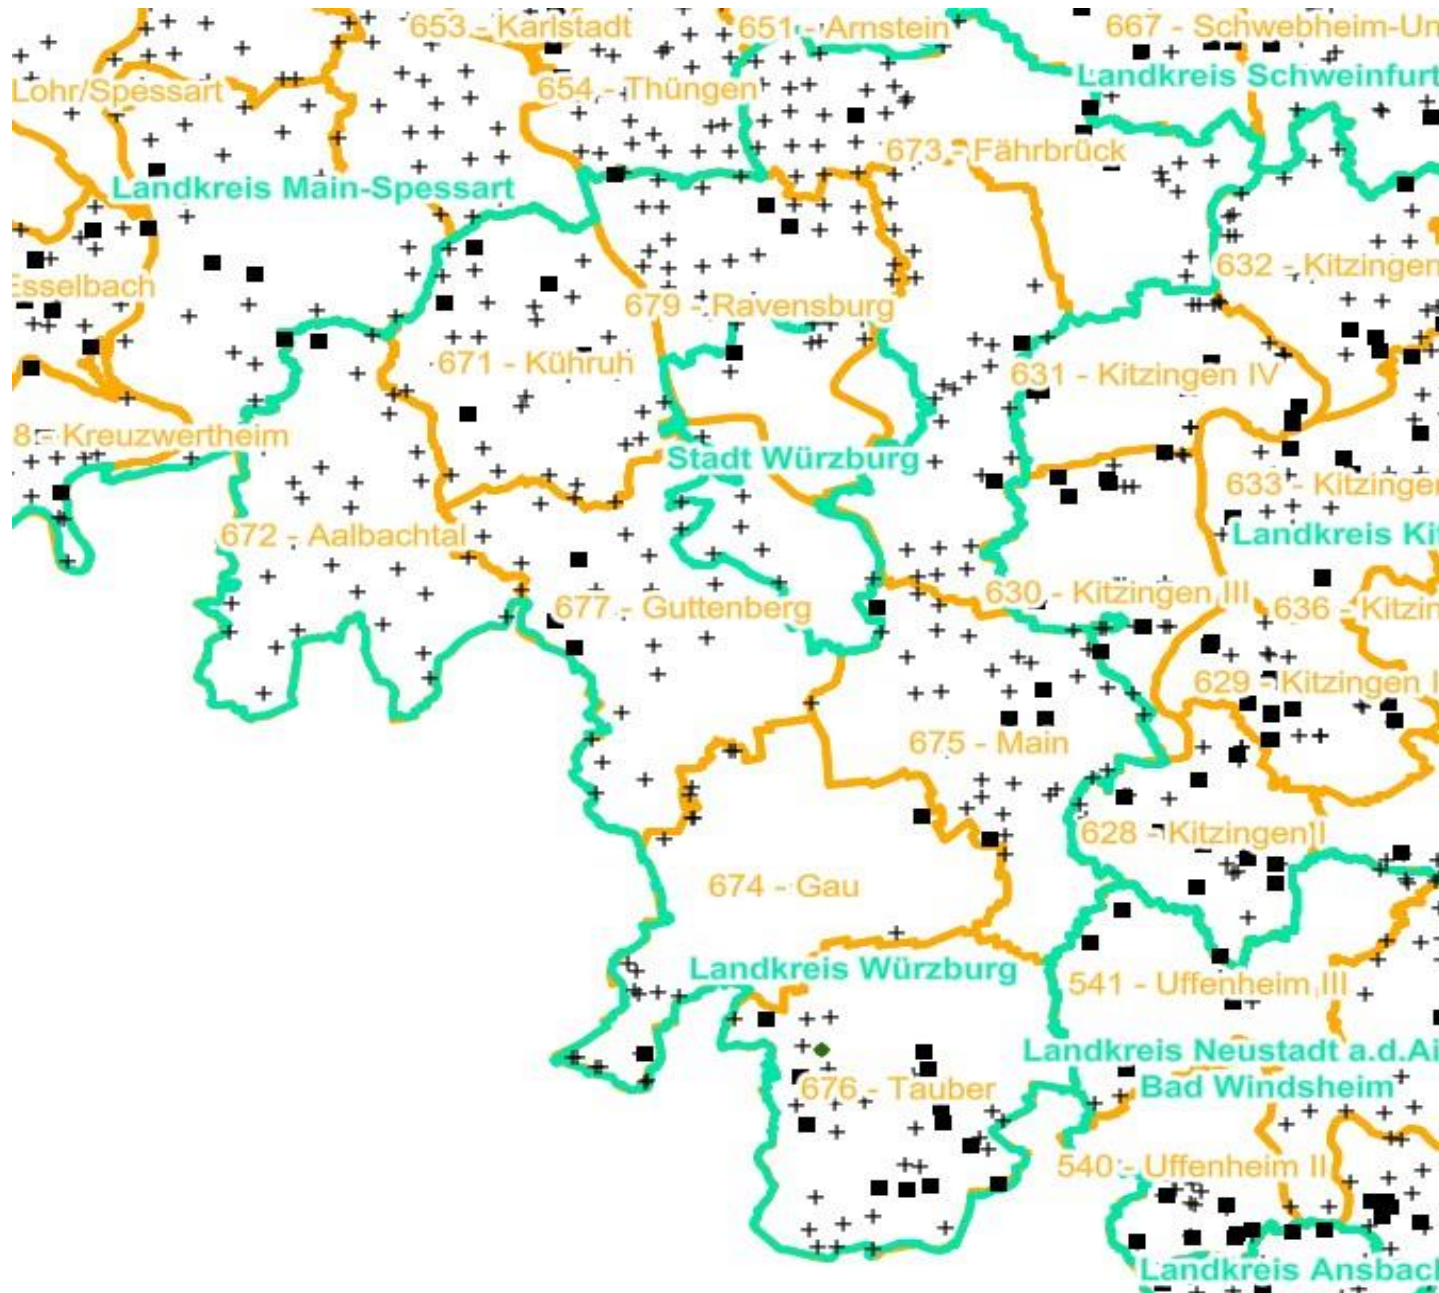 653 - Karlstadt
651 - Arnstein
667 - Schwebheim-Un
Landkreis Schweinfurt
Lohr/Spessart
654 - Thüngen
673 - Fährbrück
Landkreis Main-Spessart
632 - Kitzingen
Esselbach
679 - Ravensburg
671 - Kühruh
631 - Kitzingen IV
8 - Kreuzwertheim
Stadt Würzburg
633 - Kitzingen
672 - Aalbachtal
Landkreis Kit
677 - Guttenberg
630 - Kitzingen III
636 - Kitzin
629 - Kitzingen I
675 - Main
628 - Kitzingen II
674 - Gau
Landkreis Würzburg
541 - Uffenheim III
Landkreis Neustadt a.d.Ai
676 - Tauber
Bad Windsheim
540 - Uffenheim II
Landkreis Ansbach